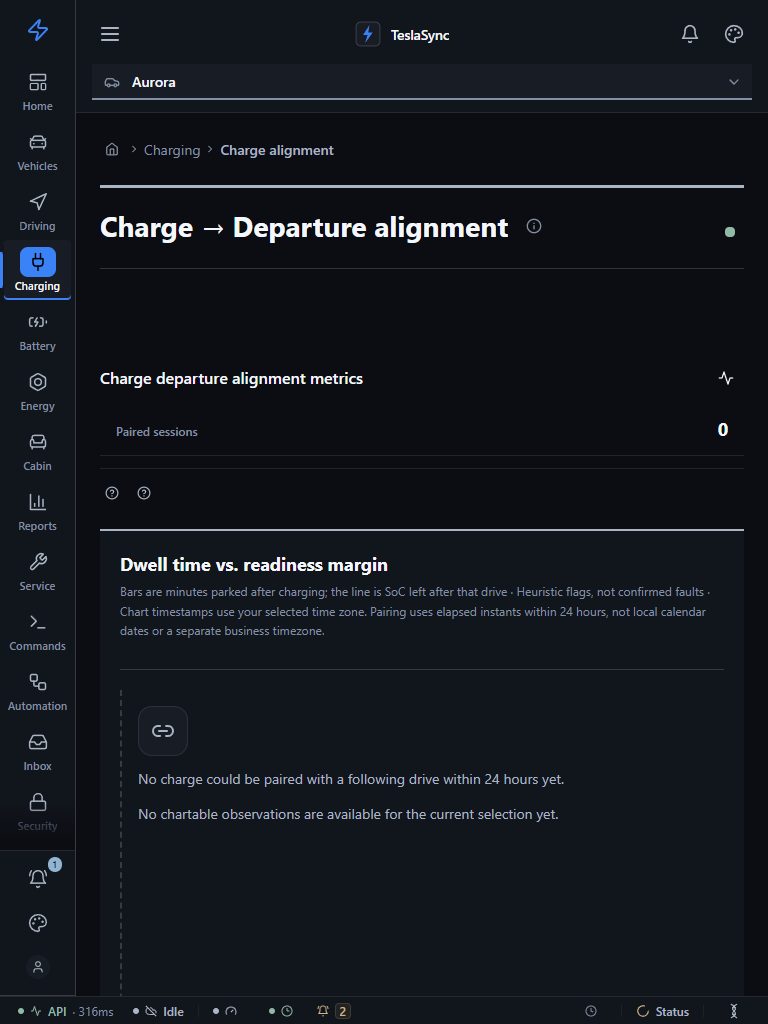 TeslaSync
Aurora
Home
Vehicles
Driving
Charging
Battery
Energy
Cabin
Reports
Service
Commands
Automation
Inbox
Security
1
Charging
Charge alignment
Charge → Departure alignment
Charge departure alignment metrics
Paired sessions
0
Dwell time vs. readiness margin
Bars are minutes parked after charging; the line is SoC left after that drive · Heuristic flags, not confirmed faults ·
Chart timestamps use your selected time zone. Pairing uses elapsed instants within 24 hours, not local calendar
dates or a separate business timezone.
No charge could be paired with a following drive within 24 hours yet.
No chartable observations are available for the current selection yet.
API · 316ms
Idle
2
Status